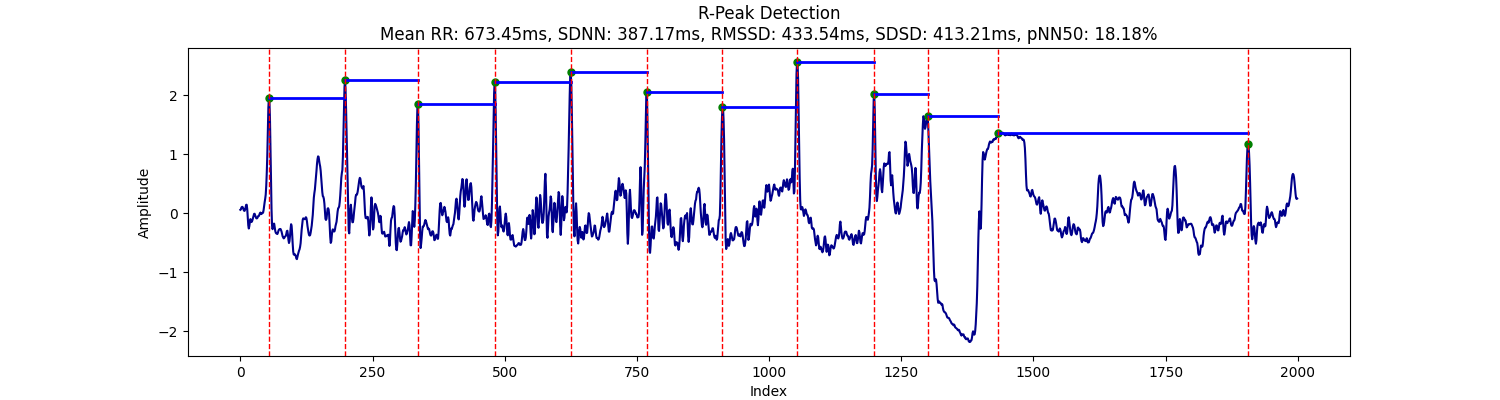 R-Peak Detection
Mean RR: 673.45ms, SDNN: 387.17ms, RMSSD: 433.54ms, SDSD: 413.21ms, pNN50: 18.18%
Amplitude
2
1
0
−1
−2
0 250 500 750 1000 1250 1500 1750 2000
Index